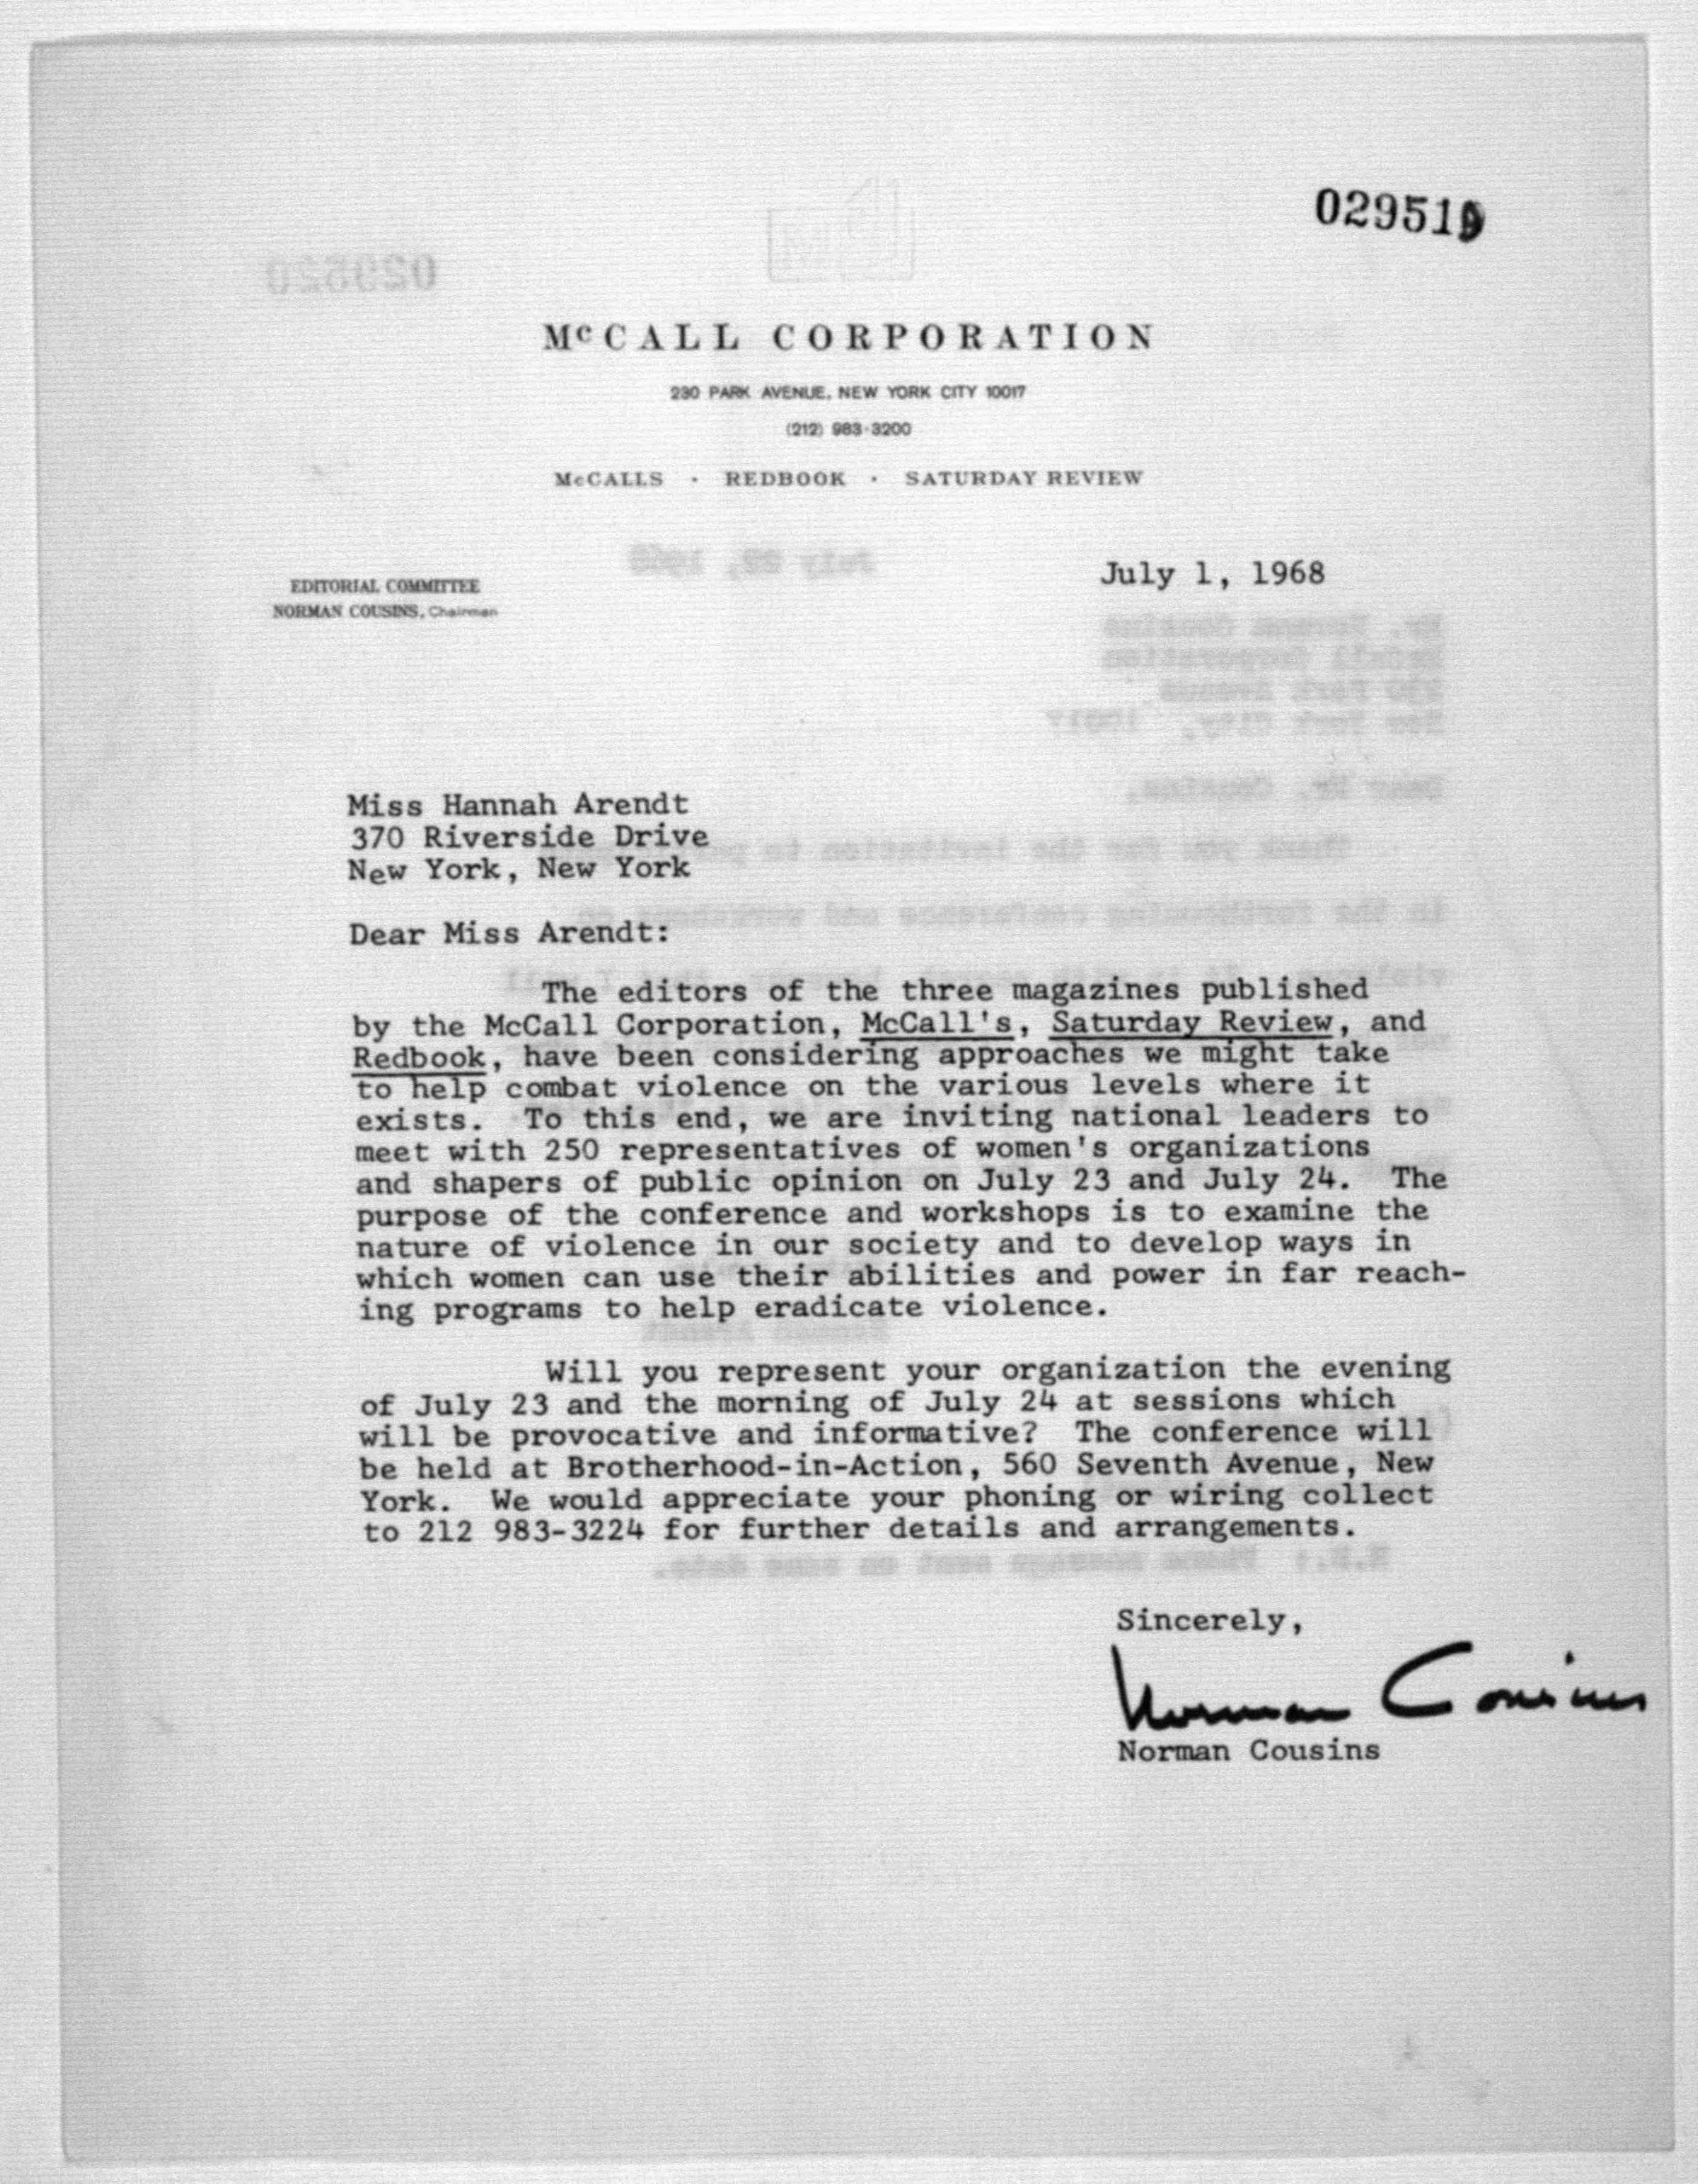 029519
McCALL CORPORATION
230 PARK AVENUE, NEW YORK CITY 10017
(212) 983-3200
McCALLS · REDBOOK · SATURDAY REVIEW
July 1, 1968
EDITORIAL COMMITTEE
NORMAN COUSINS, Chairman
Miss Hannah Arendt
370 Riverside Drive
New York, New York
Dear Miss Arendt:
The editors of the three magazines published
by the McCall Corporation, McCall's, Saturday Review, and
Redbook, have been considering approaches we might take
to help combat violence on the various levels where it
exists. To this end, we are inviting national leaders to
meet with 250 representatives of women's organizations
and shapers of public opinion on July 23 and July 24. The
purpose of the conference and workshops is to examine the
nature of violence in our society and to develop ways in
which women can use their abilities and power in far reach-
ing programs to help eradicate violence.
Will you represent your organization the evening
of July 23 and the morning of July 24 at sessions which
will be provocative and informative? The conference will
be held at Brotherhood-in-Action, 560 Seventh Avenue, New
York. We would appreciate your phoning or wiring collect
to 212 983-3224 for further details and arrangements.
Sincerely,
Norman Cousins
Norman Cousins